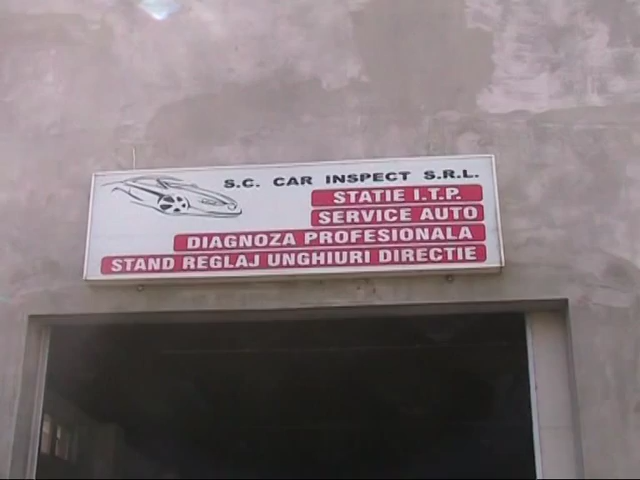 S.C. CAR INSPECT S.R.L.
STATIE I.T.P.
SERVICE AUTO
DIAGNOZA PROFESIONALA
STAND REGLAJ UNGHIURI DIRECTIE